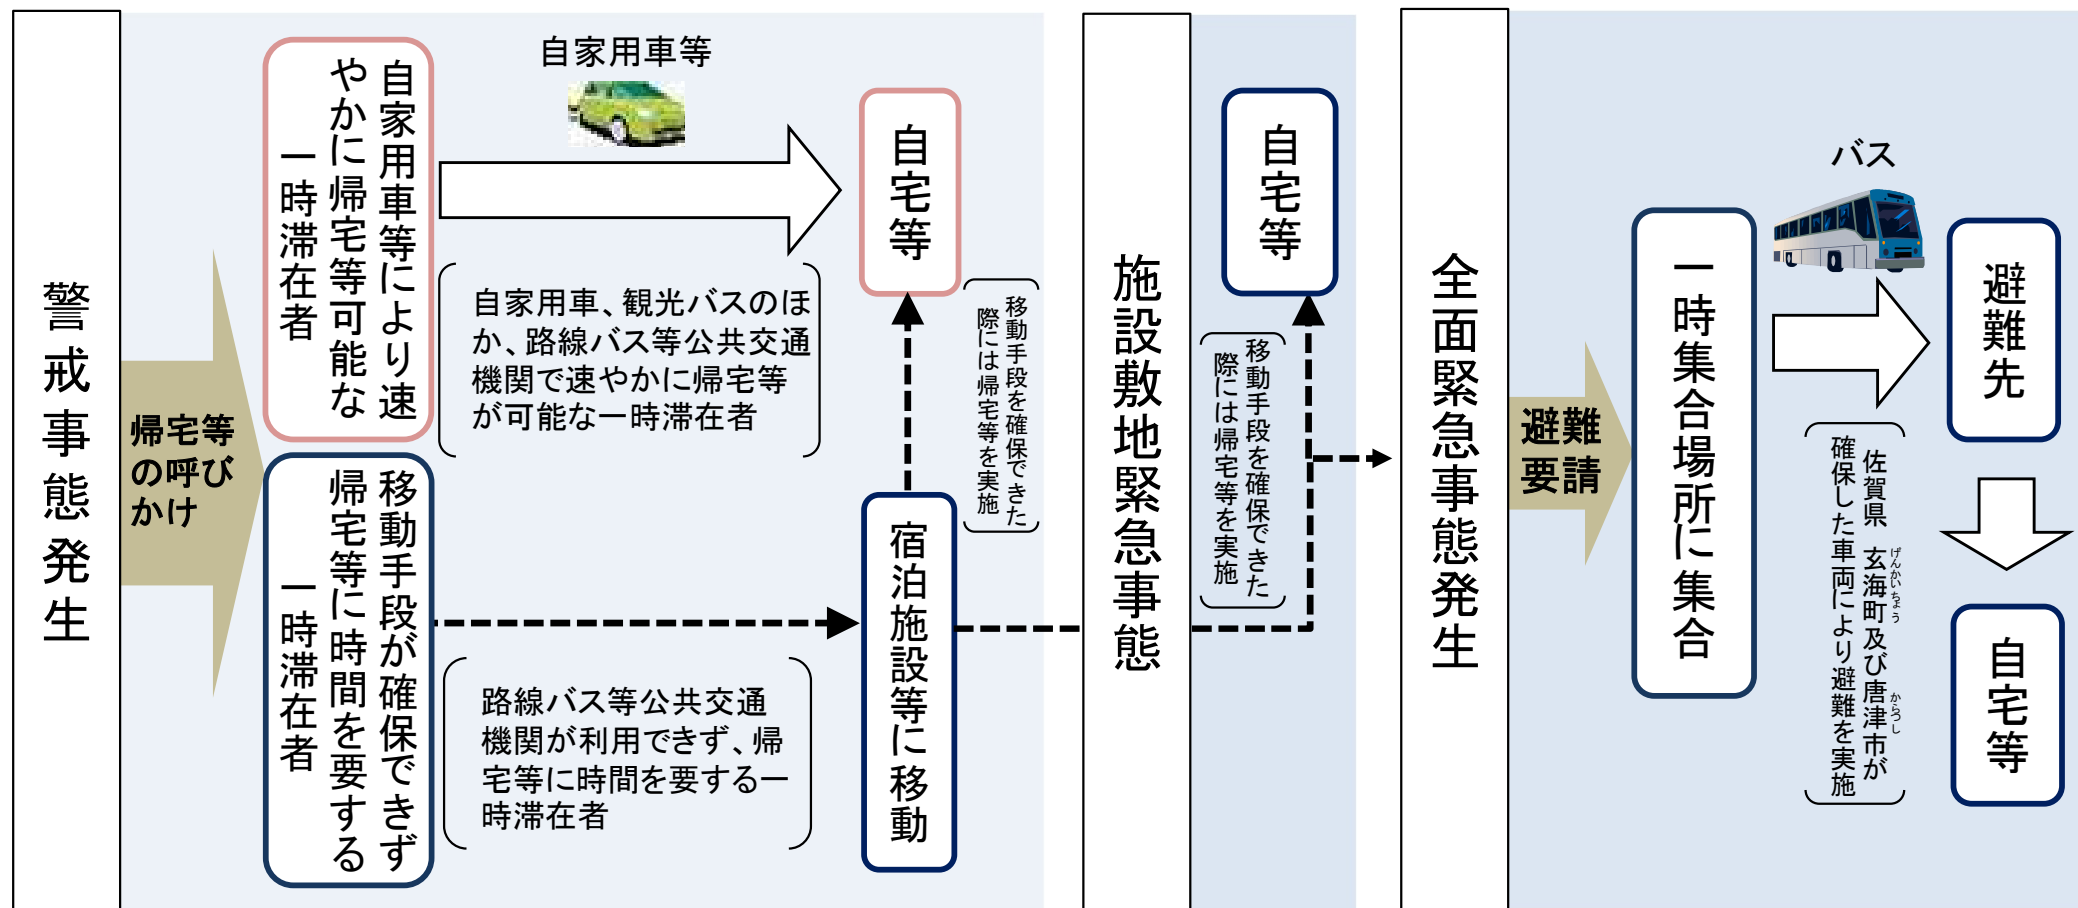 警戒事態発生
帰宅等
の呼び
かけ
自家用車等により速
やかに帰宅等可能な
一時滞在者
移動手段が確保できず
帰宅等に時間を要する
一時滞在者
自家用車等
自家用車、観光バスのほ
か、路線バス等公共交通
機関で速やかに帰宅等
が可能な一時滞在者
路線バス等公共交通
機関が利用できず、帰
宅等に時間を要する一
時滞在者
自宅等
移動手段を確保できた
際には帰宅等を実施
宿泊施設等に移動
施設敷地緊急事態
自宅等
移動手段を確保できた
際には帰宅等を実施
全面緊急事態発生
避難
要請
一時集合場所に集合
バス
佐賀県 玄海町及び唐津市が
げんかいちょう
からつし
確保した車両により避難を実施
避難先
自宅等